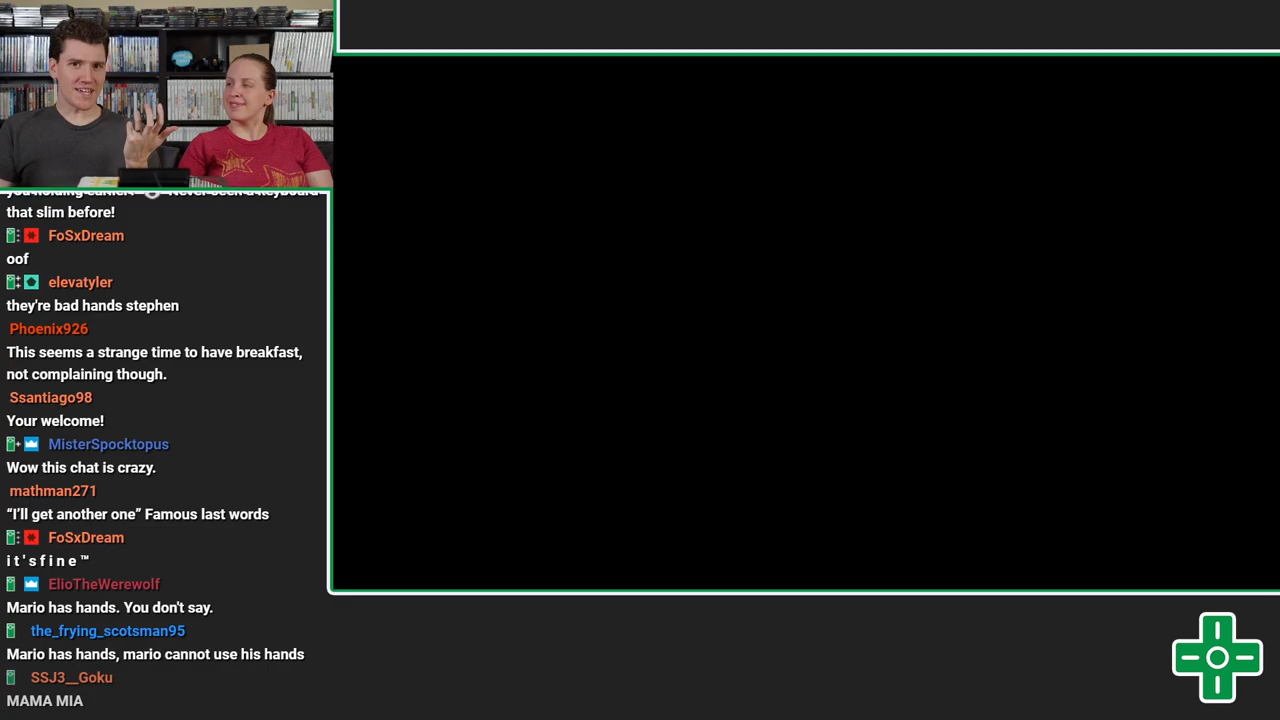 that slim before!
FoSxDream
oof
elevatyler
they're bad hands stephen
Phoenix926
This seems a strange time to have breakfast,
not complaining though.
Ssantiago98
Your welcome!
MisterSpocktopus
Wow this chat is crazy.
mathman271
“I’ll get another one” Famous last words
FoSxDream
i t ' s f i n e ™
ElioTheWerewolf
Mario has hands. You don't say.
the_frying_scotsman95
Mario has hands, mario cannot use his hands
SSJ3__Goku
MAMA MIA